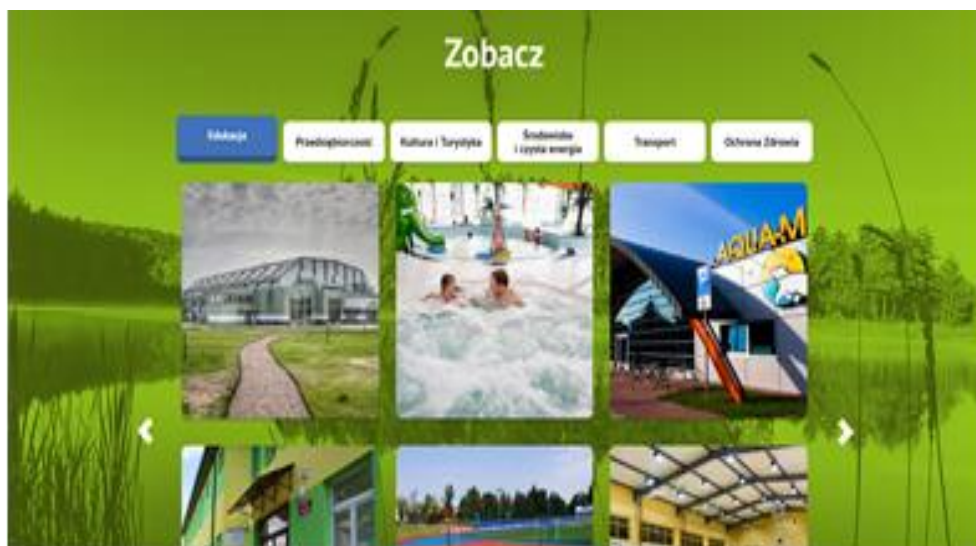 Zobacz
Edukacja
Przedsiębiorczość
Kultura i Turystyka
Środowisko
i czysta energia
Transport
Ochrona Zdrowia
AQUA-M